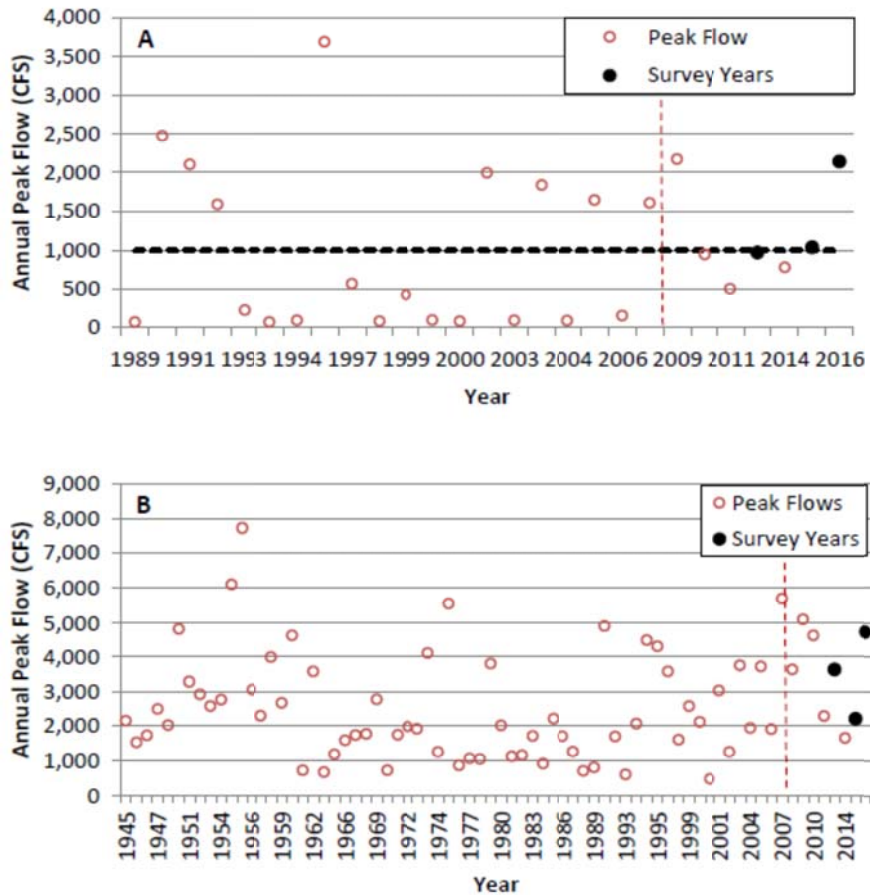 A
Peak Flow
Survey Years
Annual Peak Flow (CFS)
4,000
3,500
3,000
2,500
2,000
1,500
1,000
500
0
1989 1991 1993 1994 1997 1999 2000 2003 2004 2006 2009 2011 2014 2016
Year
B
Peak Flows
Survey Years
Annual Peak Flow (CFS)
9,000
8,000
7,000
6,000
5,000
4,000
3,000
2,000
1,000
0
1945 1947 1951 1954 1956 1959 1962 1966 1969 1972 1974 1977 1980 1983 1986 1989 1993 1995 1999 2001 2004 2007 2010 2014
Year